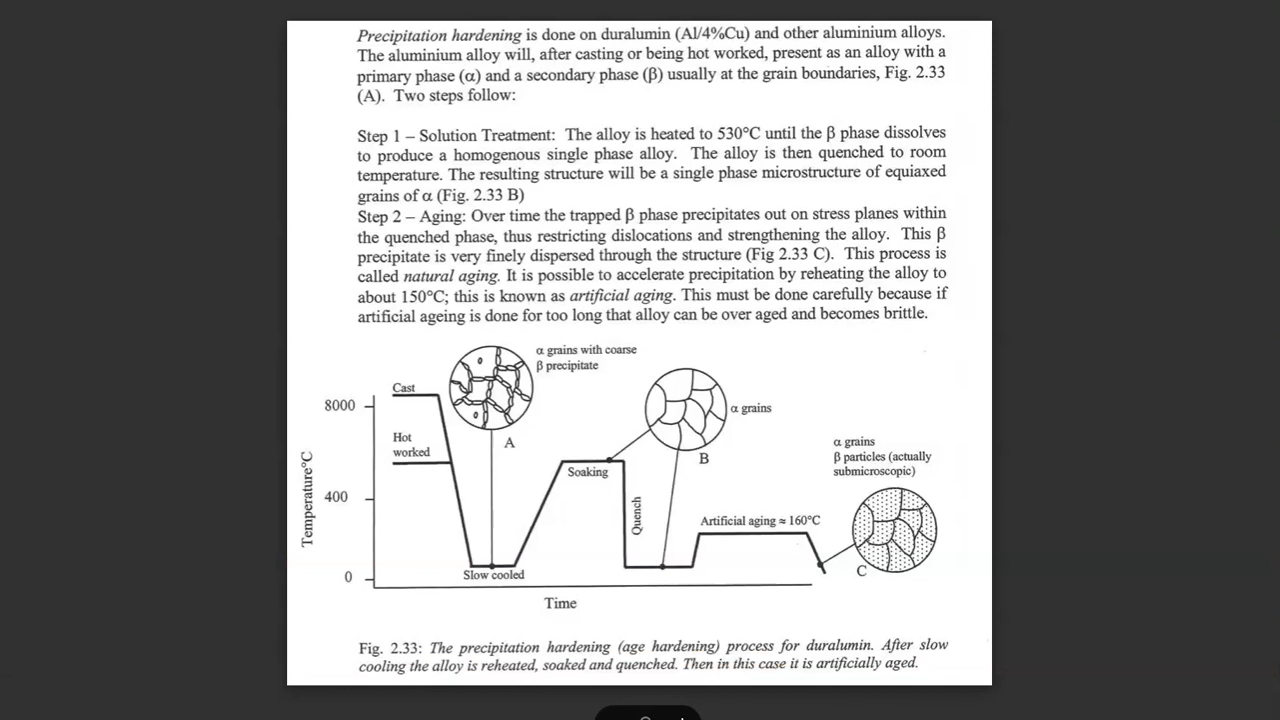 Precipitation hardening is done on duralumin (Al/4%Cu) and other aluminium alloys.
The aluminium alloy will, after casting or being hot worked, present as an alloy with a
primary phase (α) and a secondary phase (β) usually at the grain boundaries, Fig. 2.33
(A). Two steps follow:
Step 1 – Solution Treatment: The alloy is heated to 530°C until the β phase dissolves
to produce a homogenous single phase alloy. The alloy is then quenched to room
temperature. The resulting structure will be a single phase microstructure of equiaxed
grains of α (Fig. 2.33 B)
Step 2 – Aging: Over time the trapped β phase precipitates out on stress planes within
the quenched phase, thus restricting dislocations and strengthening the alloy. This β
precipitate is very finely dispersed through the structure (Fig 2.33 C). This process is
called natural aging. It is possible to accelerate precipitation by reheating the alloy to
about 150°C; this is known as artificial aging. This must be done carefully because if
artificial ageing is done for too long that alloy can be over aged and becomes brittle.
α grains with coarse
β precipitate
Cast
8000
α grains
A
Hot
worked
α grains
β particles (actually
submicroscopic)
B
Soaking
Temperature°C
400
Quench
Artificial aging ≈ 160°C
C
0
Slow cooled
Time
Fig. 2.33: The precipitation hardening (age hardening) process for duralumin. After slow
cooling the alloy is reheated, soaked and quenched. Then in this case it is artificially aged.